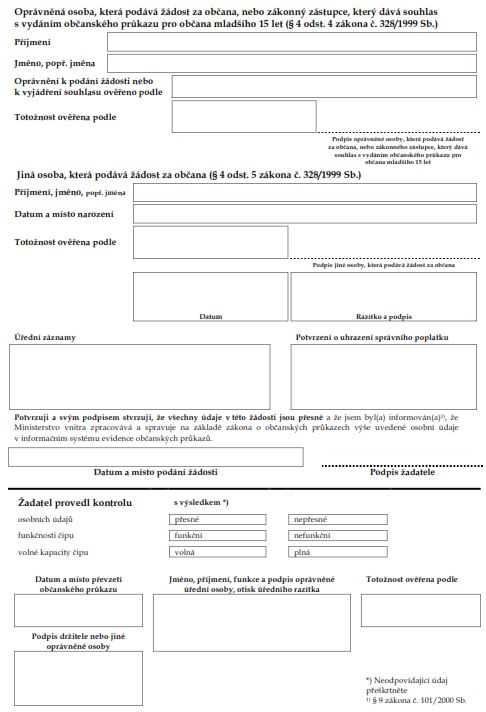 Oprávněná osoba, která podává žádost za občana, nebo zákonný zástupce, který dává souhlas
s vydáním občanského průkazu pro občana mladšího 15 let (§ 4 odst. 4 zákona č. 328/1999 Sb.)
Příjmení
Jméno, popř. jména
Oprávnění k podání žádosti nebo
k vyjádření souhlasu ověřeno podle
Totožnost ověřena podle
Podpis oprávněné osoby, která podává žádost
za občana, nebo zákonného zástupce, který dává
souhlas s vydáním občanského průkazu pro
občana mladšího 15 let
Jiná osoba, která podává žádost za občana (§ 4 odst. 5 zákona č. 328/1999 Sb.)
Příjmení, jméno, popř. jména
Datum a místo narození
Totožnost ověřena podle
Podpis jiné osoby, která podává žádost za občana
Datum
Razítko a podpis
Úřední záznamy
Potvrzení o uhrazení správního poplatku
Potvrzuji a svým podpisem stvrzuji, že všechny údaje v této žádosti jsou přesné a že jsem byl(a) informován(a)¹⁾, že
Ministerstvo vnitra zpracovává a spravuje na základě zákona o občanských průkazech výše uvedené osobní údaje
v informačním systému evidence občanských průkazů.
Datum a místo podání žádosti
Podpis žadatele
Žadatel provedl kontrolu s výsledkem *)
osobních údajů přesné nepřesné
funkčnosti čipu funkční nefunkční
volné kapacity čipu volná plná
Datum a místo převzetí
občanského průkazu
Jméno, příjmení, funkce a podpis oprávněné
úřední osoby, otisk úředního razítka
Totožnost ověřena podle
Podpis držitele nebo jiné
oprávněné osoby
*) Neodpovídající údaj
přeškrtněte
¹⁾ § 9 zákona č. 101/2000 Sb.